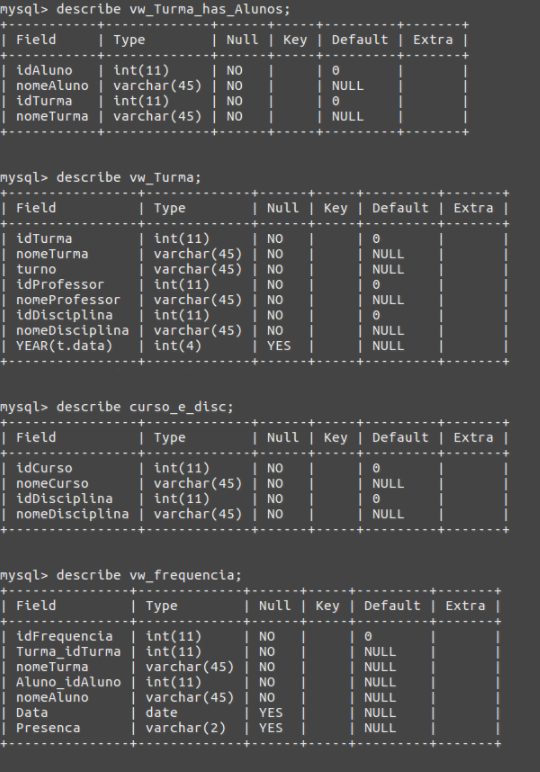 mysql> describe vw_Turma_has_Alunos;
+-----------+-------------+------+-----+---------+-------+
| Field     | Type        | Null | Key | Default | Extra |
+-----------+-------------+------+-----+---------+-------+
| idAluno   | int(11)     | NO   |     | 0       |       |
| nomeAluno | varchar(45) | NO   |     | NULL    |       |
| idTurma   | int(11)     | NO   |     | 0       |       |
| nomeTurma | varchar(45) | NO   |     | NULL    |       |
+-----------+-------------+------+-----+---------+-------+
mysql> describe vw_Turma;
+----------------+-------------+------+-----+---------+-------+
| Field          | Type        | Null | Key | Default | Extra |
+----------------+-------------+------+-----+---------+-------+
| idTurma        | int(11)     | NO   |     | 0       |       |
| nomeTurma      | varchar(45) | NO   |     | NULL    |       |
| turno          | varchar(45) | NO   |     | NULL    |       |
| idProfessor    | int(11)     | NO   |     | 0       |       |
| nomeProfessor  | varchar(45) | NO   |     | NULL    |       |
| idDisciplina   | int(11)     | NO   |     | 0       |       |
| nomeDisciplina | varchar(45) | NO   |     | NULL    |       |
| YEAR(t.data)   | int(4)      | YES  |     | NULL    |       |
+----------------+-------------+------+-----+---------+-------+
mysql> describe curso_e_disc;
+----------------+-------------+------+-----+---------+-------+
| Field          | Type        | Null | Key | Default | Extra |
+----------------+-------------+------+-----+---------+-------+
| idCurso        | int(11)     | NO   |     | 0       |       |
| nomeCurso      | varchar(45) | NO   |     | NULL    |       |
| idDisciplina   | int(11)     | NO   |     | 0       |       |
| nomeDisciplina | varchar(45) | NO   |     | NULL    |       |
+----------------+-------------+------+-----+---------+-------+
mysql> describe vw_frequencia;
+---------------+-------------+------+-----+---------+-------+
| Field         | Type        | Null | Key | Default | Extra |
+---------------+-------------+------+-----+---------+-------+
| idFrequencia  | int(11)     | NO   |     | 0       |       |
| Turma_idTurma | int(11)     | NO   |     | NULL    |       |
| nomeTurma     | varchar(45) | NO   |     | NULL    |       |
| Aluno_idAluno | int(11)     | NO   |     | NULL    |       |
| nomeAluno     | varchar(45) | NO   |     | NULL    |       |
| Data          | date        | YES  |     | NULL    |       |
| Presenca      | varchar(2)  | YES  |     | NULL    |       |
+---------------+-------------+------+-----+---------+-------+